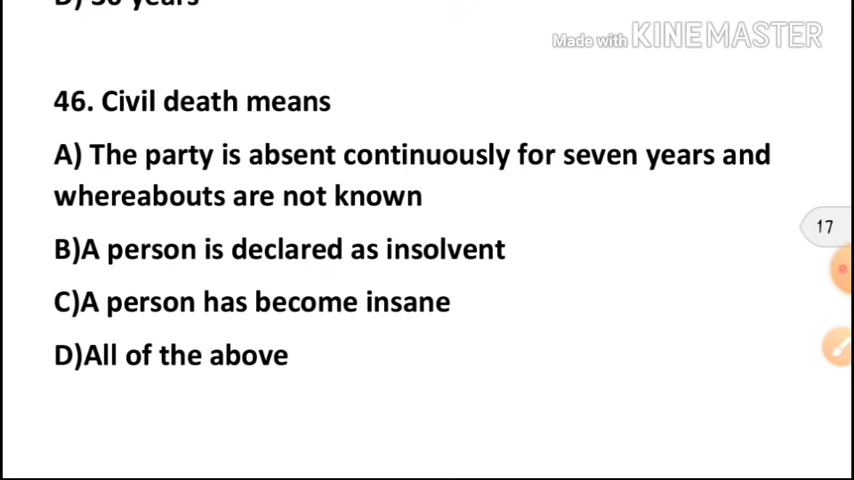 D) 30 years
Made with KINEMASTER
46. Civil death means
A) The party is absent continuously for seven years and
whereabouts are not known
17
B)A person is declared as insolvent
C)A person has become insane
D)All of the above